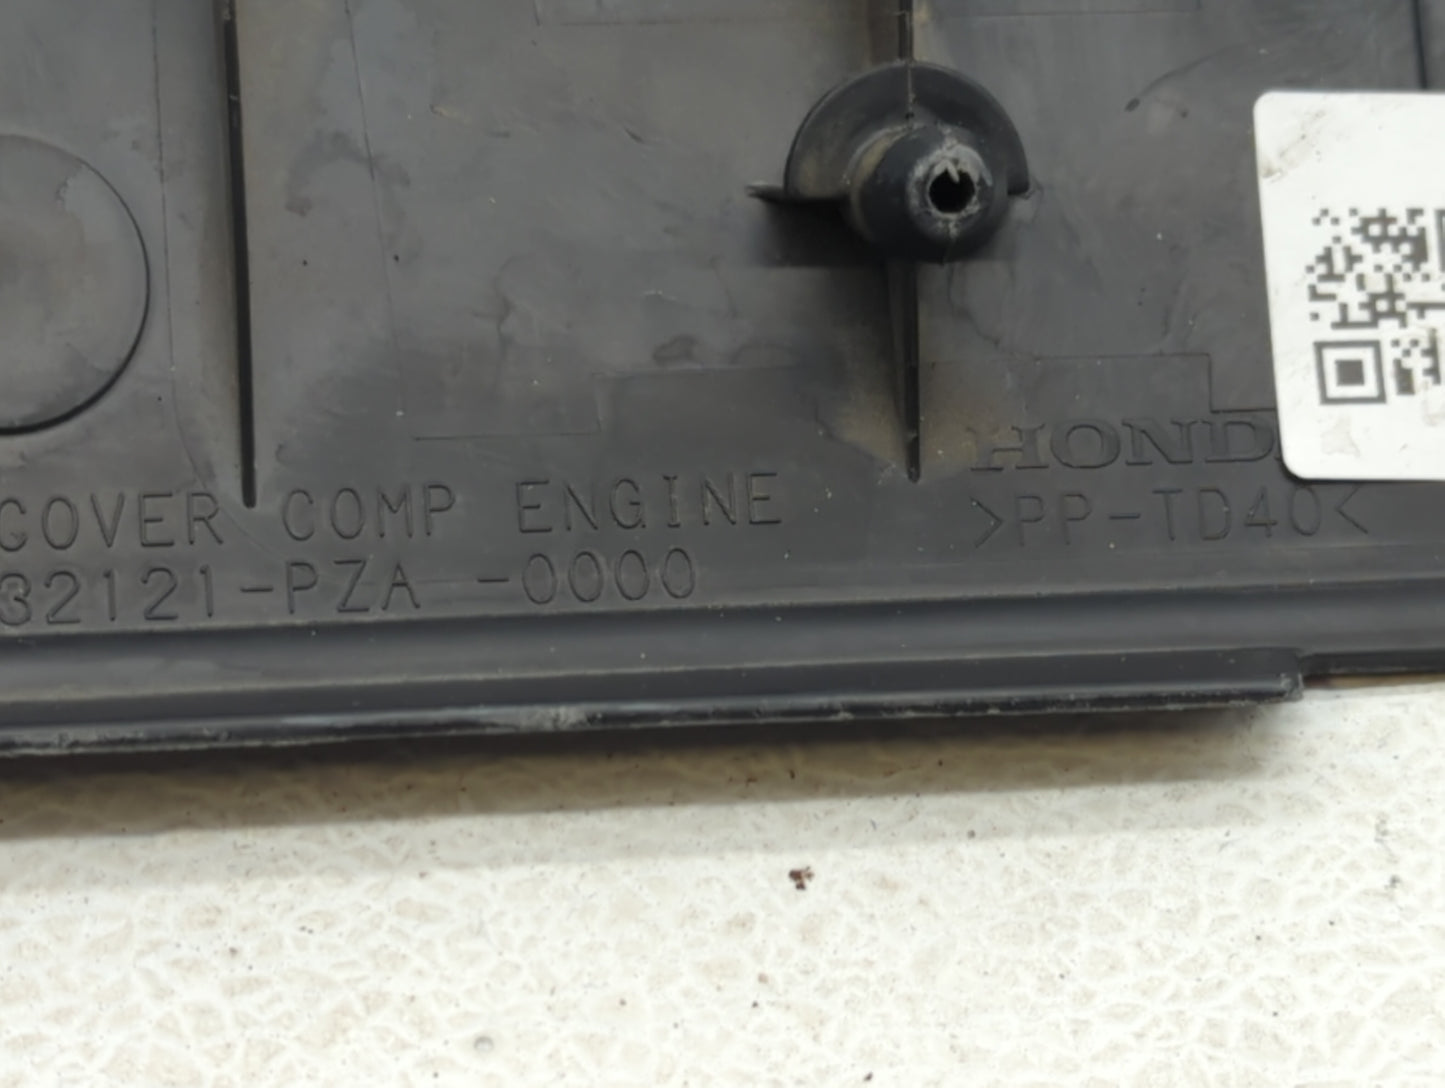 COVER COMP ENGINE
32121-PZA -0000
HONDA
>PP-TD40<